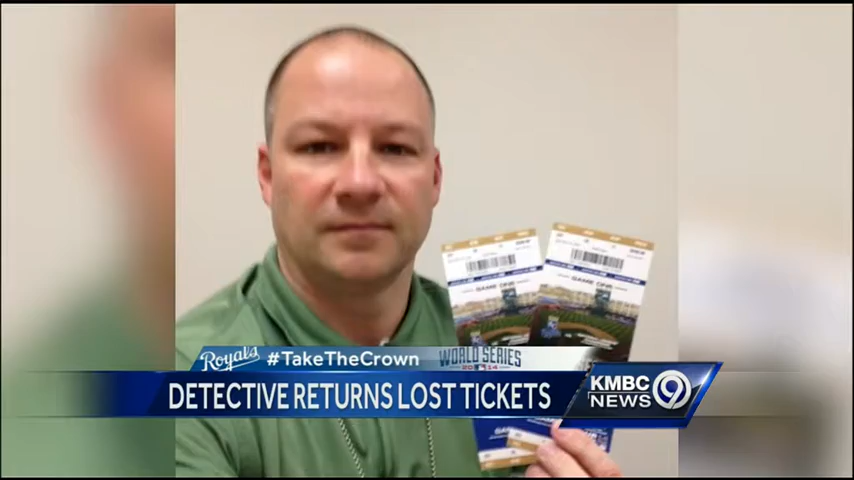 GAME ONE
GAME ONE
Royals #TakeTheCrown WORLD SERIES
2014
DETECTIVE RETURNS LOST TICKETS
KMBC 9
NEWS